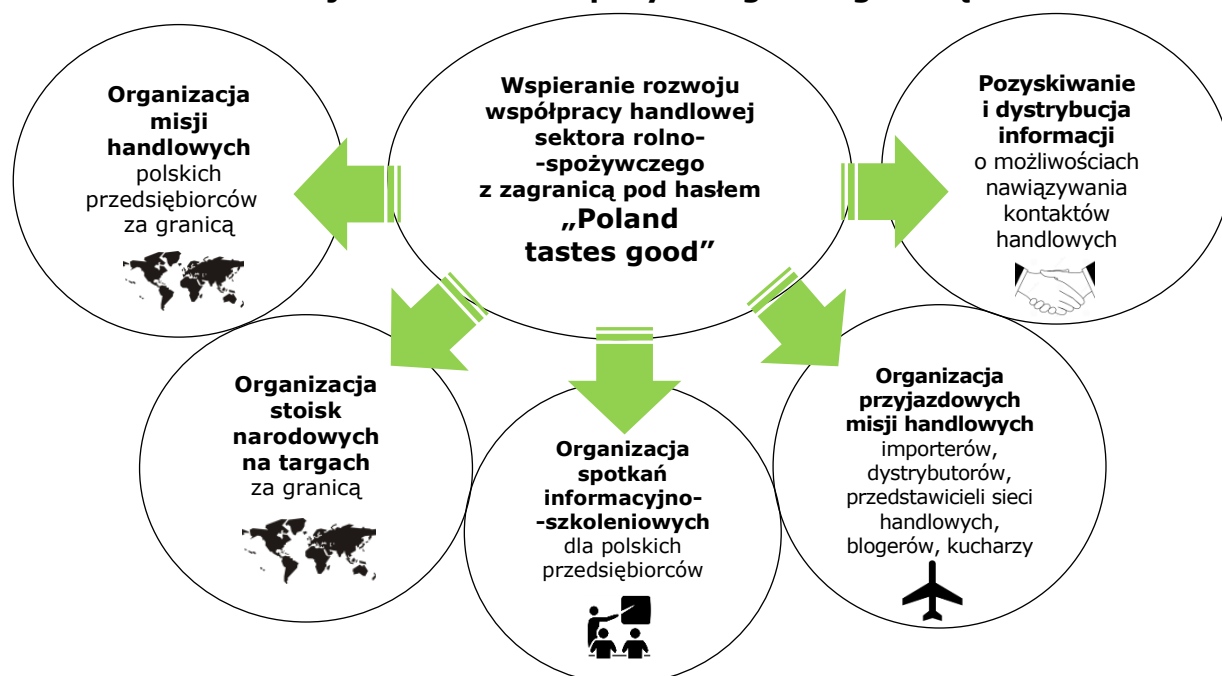 Organizacja
misji
handlowych
polskich
przedsiębiorców
za granicą
Wspieranie rozwoju
współpracy handlowej
sektora rolno-
-spożywczego
z zagranicą pod hasłem
„Poland
tastes good”
Pozyskiwanie
i dystrybucja
informacji
o możliwościach
nawiązywania
kontaktów
handlowych
Organizacja
stoisk
narodowych
na targach
za granicą
Organizacja
spotkań
informacyjno-
-szkoleniowych
dla polskich
przedsiębiorców
Organizacja
przyjazdowych
misji handlowych
importerów,
dystrybutorów,
przedstawicieli sieci
handlowych,
blogerów, kucharzy